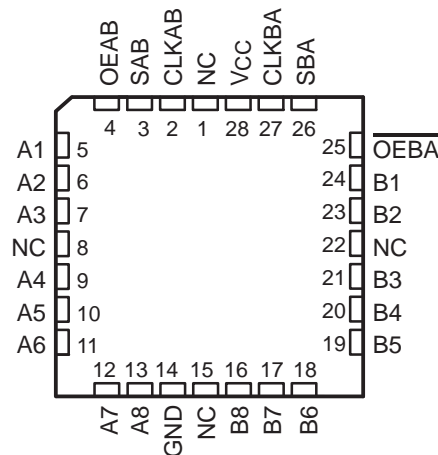 OEAB
SAB
CLKAB
NC
VCC
CLKBA
SBA
4 3 2 1 28 27 26
A1 5 25 OEBA
A2 6 24 B1
A3 7 23 B2
NC 8 22 NC
A4 9 21 B3
A5 10 20 B4
A6 11 19 B5
12 13 14 15 16 17 18
A7
A8
GND
NC
B8
B7
B6